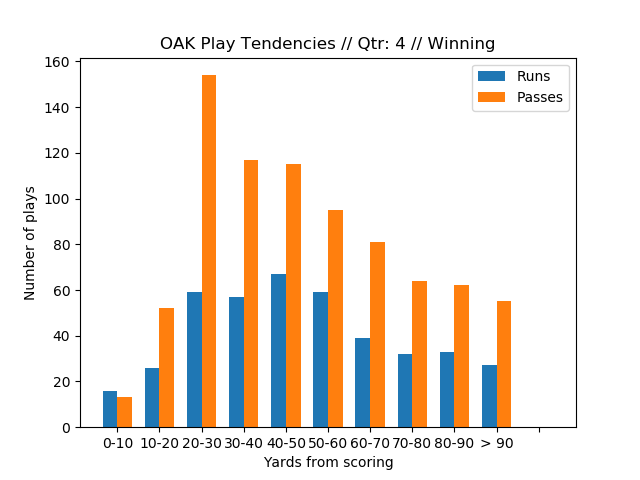 OAK Play Tendencies // Qtr: 4 // Winning
Runs
Passes
160
140
120
100
80
60
40
20
0
Number of plays
0-10 10-20 20-30 30-40 40-50 50-60 60-70 70-80 80-90 > 90
Yards from scoring